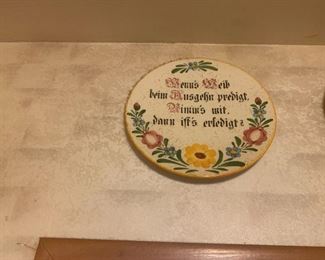 Wenn's Weib
beim Ausgehn predigt,
Nimm's mit,
dann ist's erledigt!